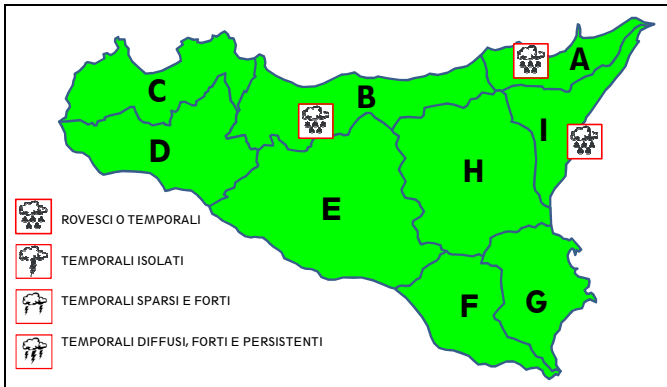 A
C
B
I
D
H
E
ROVESCI O TEMPORALI
TEMPORALI ISOLATI
F
G
TEMPORALI SPARSI E FORTI
TEMPORALI DIFFUSI, FORTI E PERSISTENTI